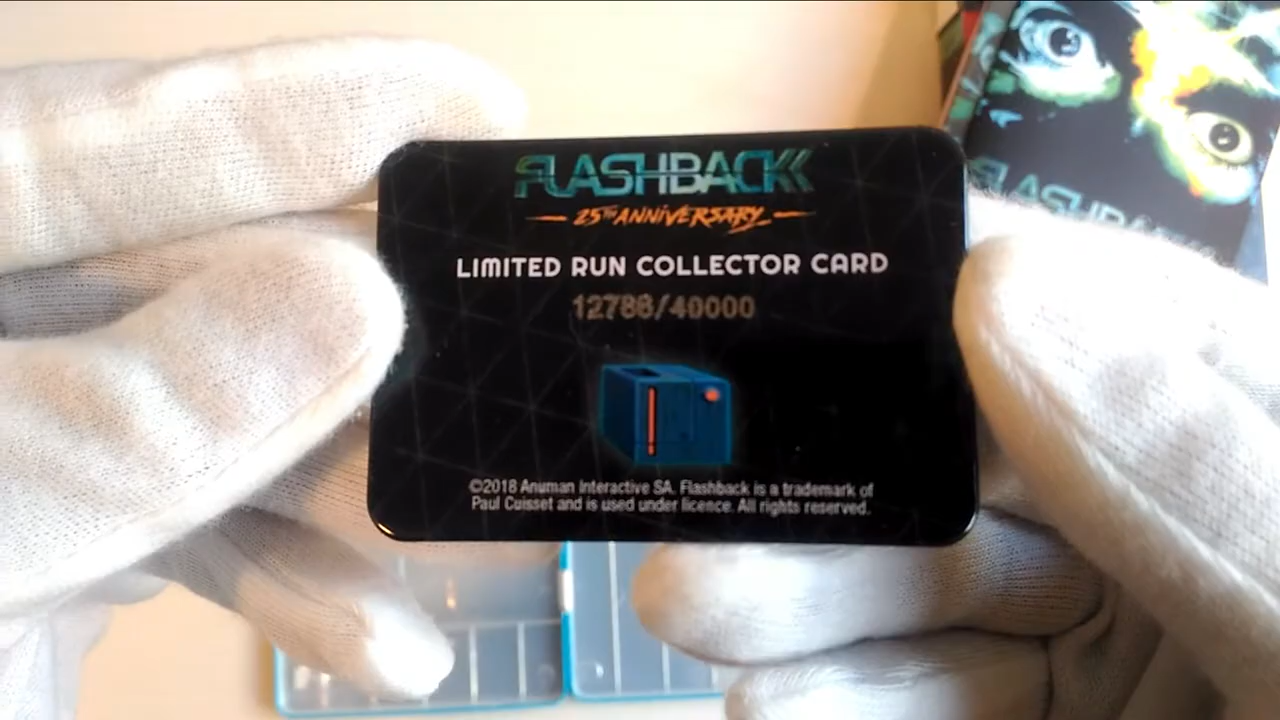 FLASHBACK
25TH ANNIVERSARY
LIMITED RUN COLLECTOR CARD
12788/40000
©2018 Anuman Interactive SA. Flashback is a trademark of
Paul Cuisset and is used under licence. All rights reserved.
FLASHBACK